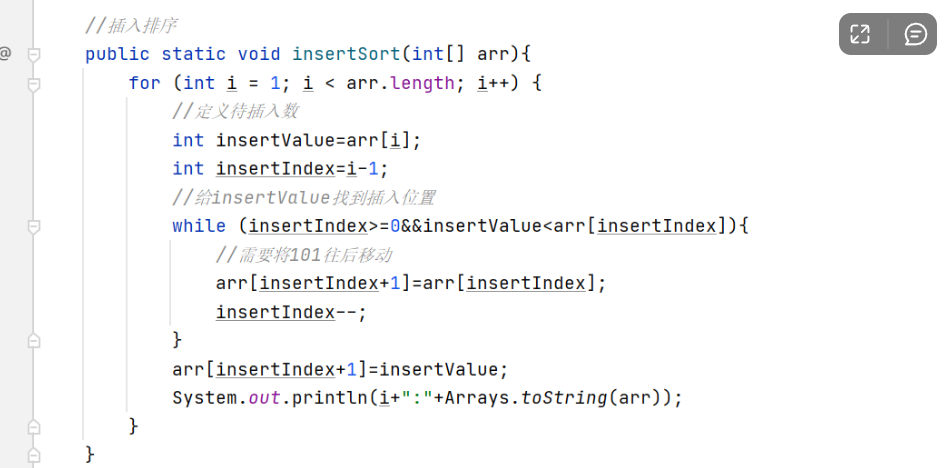 //插入排序
@
public static void insertSort(int[] arr){
for (int i = 1; i < arr.length; i++) {
//定义待插入数
int insertValue=arr[i];
int insertIndex=i-1;
//给insertValue找到插入位置
while (insertIndex>=0&&insertValue<arr[insertIndex]){
//需要将101往后移动
arr[insertIndex+1]=arr[insertIndex];
insertIndex--;
}
arr[insertIndex+1]=insertValue;
System.out.println(i+":"+Arrays.toString(arr));
}
}